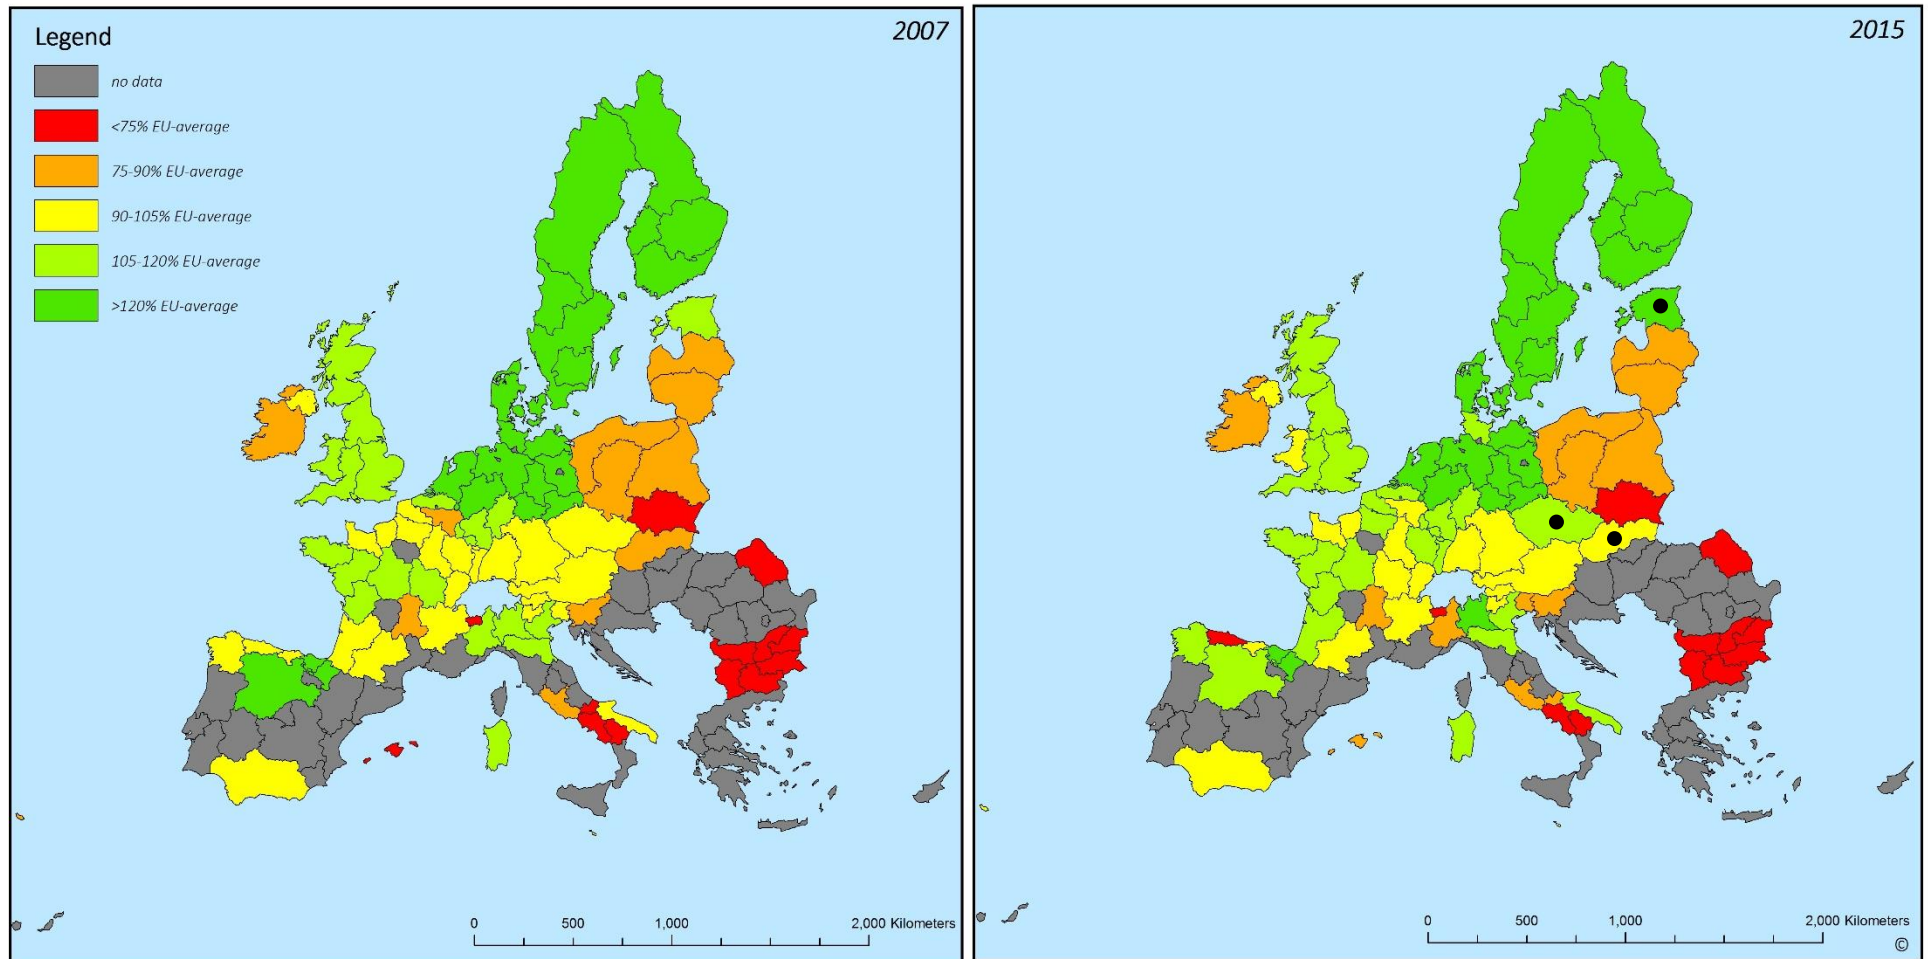 Legend
2007
no data
<75% EU-average
75-90% EU-average
90-105% EU-average
105-120% EU-average
>120% EU-average
0 500 1,000 2,000 Kilometers
2015
0 500 1,000 2,000 Kilometers
©